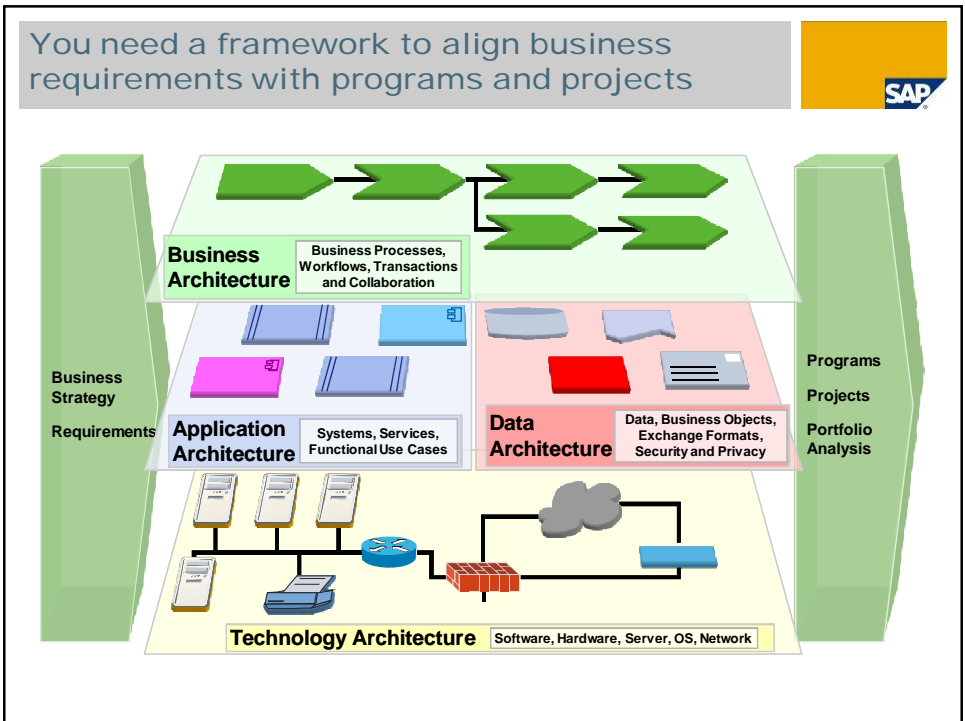 You need a framework to align business
requirements with programs and projects
SAP
Business
Architecture
Business Processes,
Workflows, Transactions
and Collaboration
Business
Strategy
Requirements
Application
Architecture
Systems, Services,
Functional Use Cases
Data
Architecture
Data, Business Objects,
Exchange Formats,
Security and Privacy
Programs
Projects
Portfolio
Analysis
Technology Architecture
Software, Hardware, Server, OS, Network